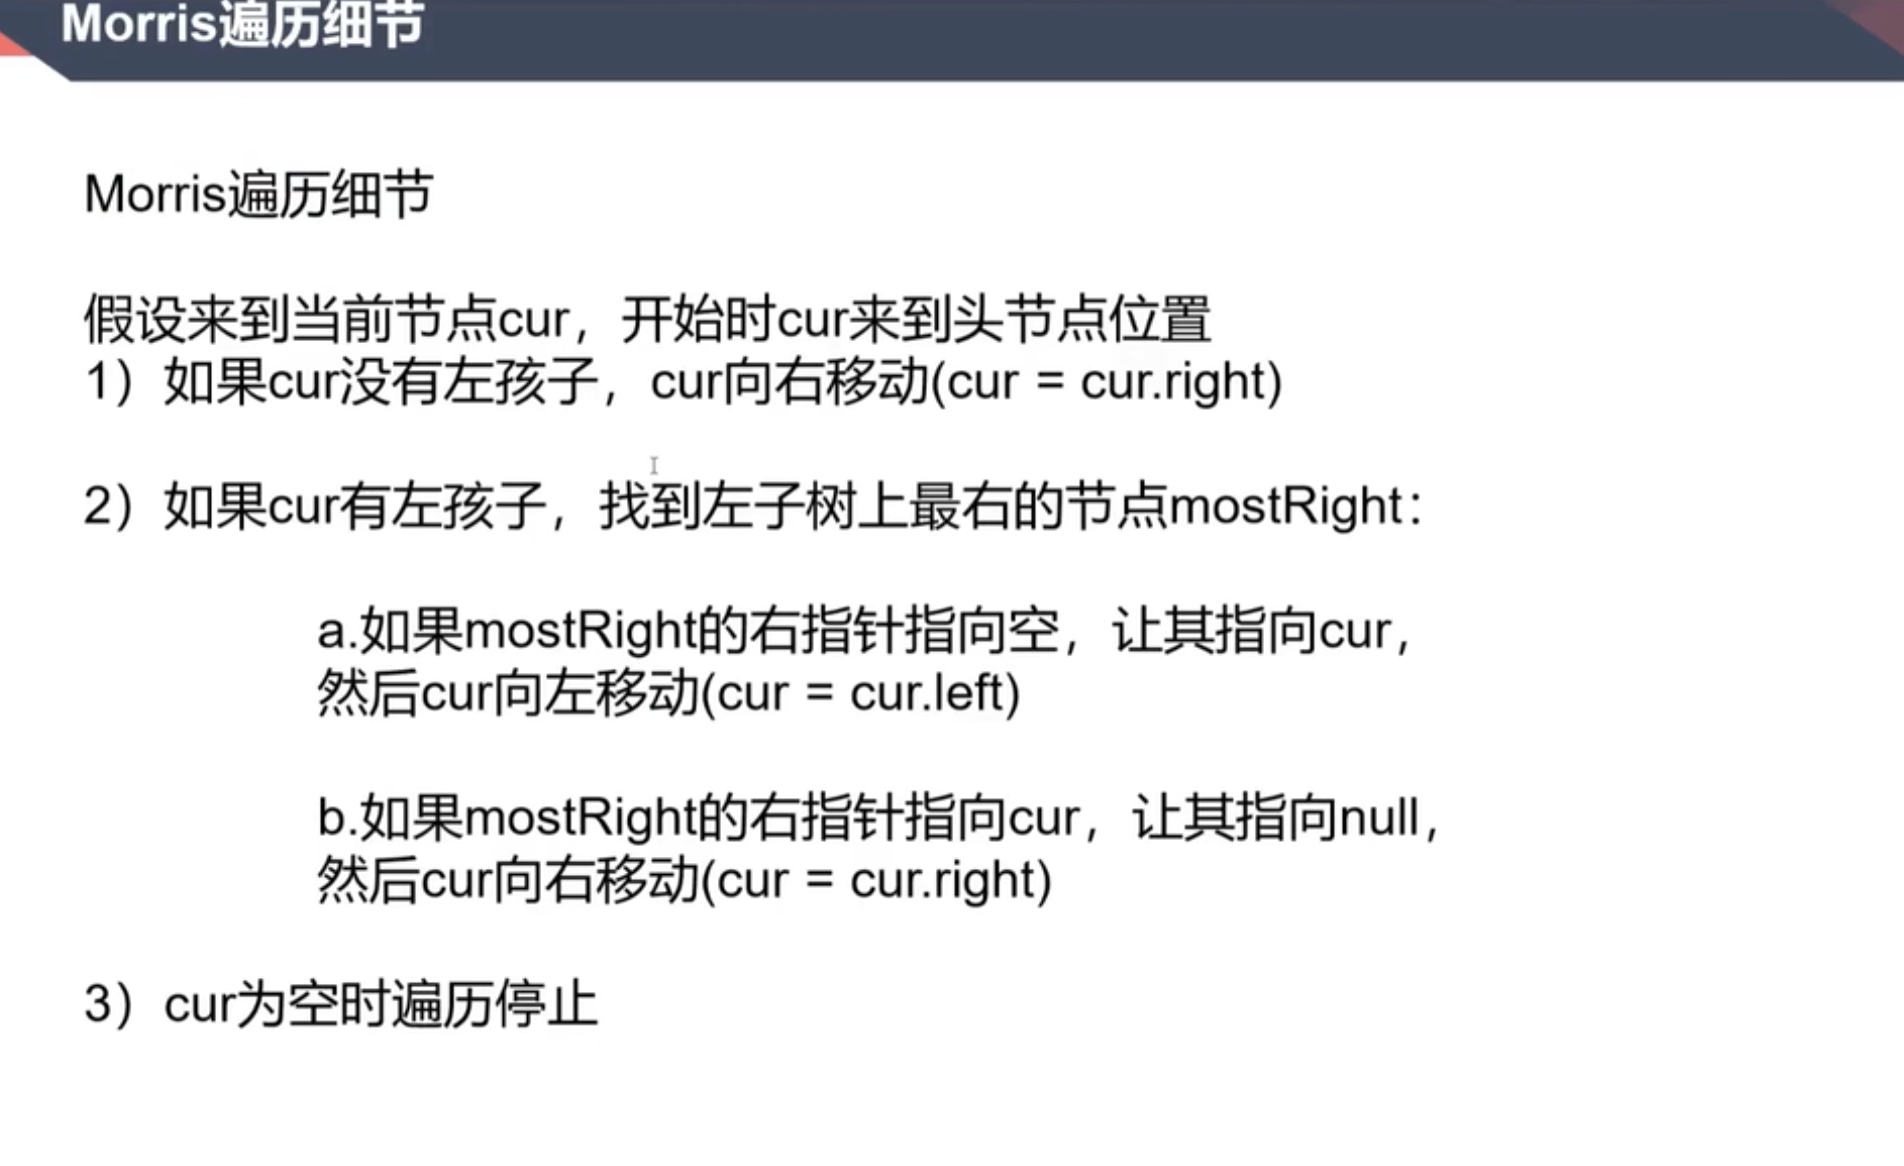 Morris遍历细节
Morris遍历细节
假设来到当前节点cur，开始时cur来到头节点位置
1）如果cur没有左孩子，cur向右移动(cur = cur.right)
2）如果cur有左孩子，找到左子树上最右的节点mostRight：
a.如果mostRight的右指针指向空，让其指向cur，
然后cur向左移动(cur = cur.left)
b.如果mostRight的右指针指向cur，让其指向null，
然后cur向右移动(cur = cur.right)
3）cur为空时遍历停止